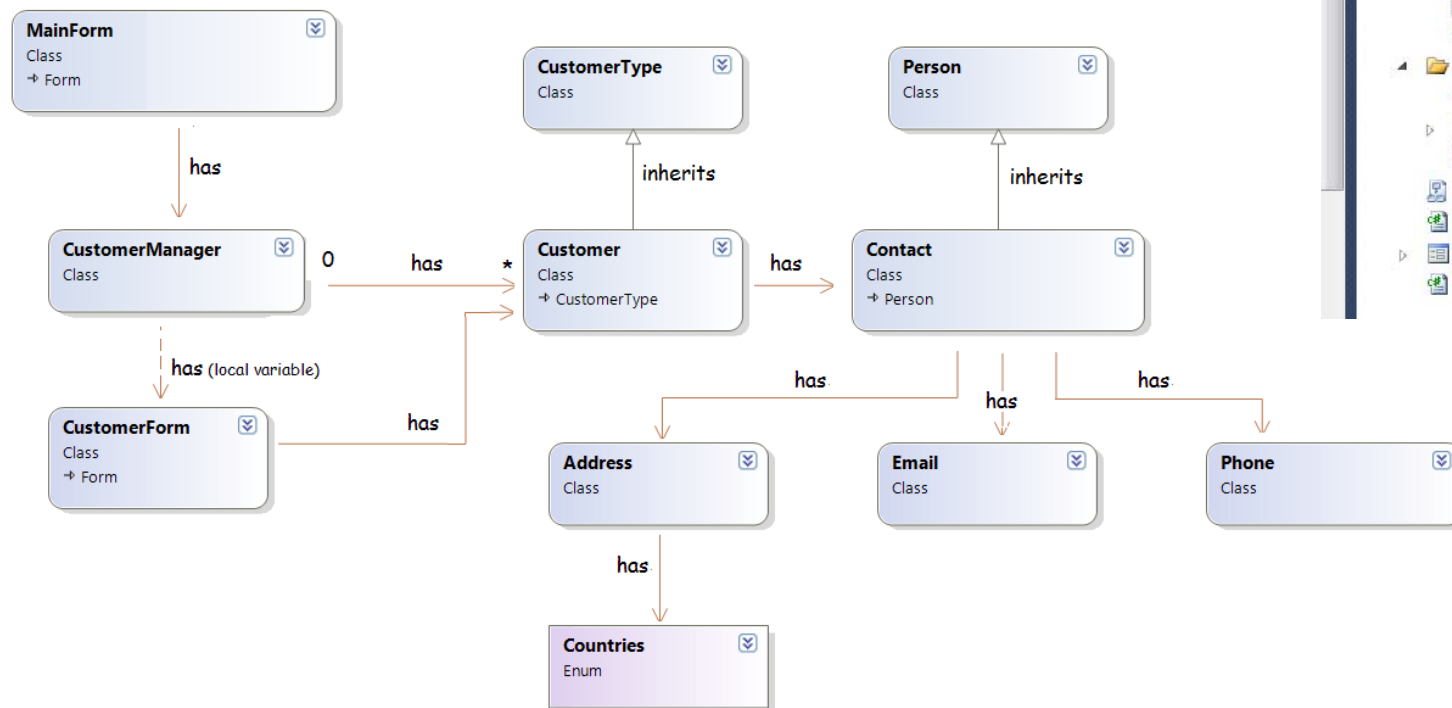 MainForm
Class
→ Form
has
CustomerType
Class
Person
Class
inherits
inherits
CustomerManager
Class
0
has
*
Customer
Class
→ CustomerType
has
Contact
Class
→ Person
has (local variable)
CustomerForm
Class
→ Form
has
has
has
has
Address
Class
Email
Class
Phone
Class
has
Countries
Enum